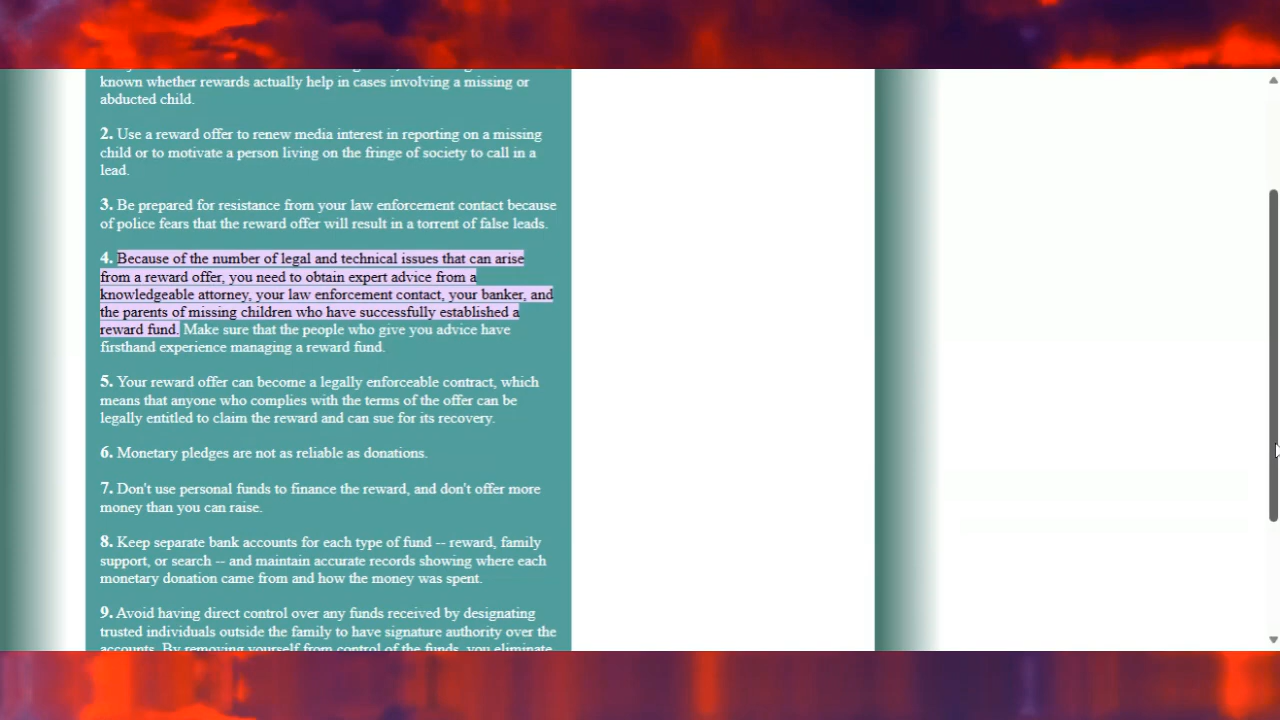 known whether rewards actually help in cases involving a missing or
abducted child.
2. Use a reward offer to renew media interest in reporting on a missing
child or to motivate a person living on the fringe of society to call in a
lead.
3. Be prepared for resistance from your law enforcement contact because
of police fears that the reward offer will result in a torrent of false leads.
4. Because of the number of legal and technical issues that can arise
from a reward offer, you need to obtain expert advice from a
knowledgeable attorney, your law enforcement contact, your banker, and
the parents of missing children who have successfully established a
reward fund. Make sure that the people who give you advice have
firsthand experience managing a reward fund.
5. Your reward offer can become a legally enforceable contract, which
means that anyone who complies with the terms of the offer can be
legally entitled to claim the reward and can sue for its recovery.
6. Monetary pledges are not as reliable as donations.
7. Don't use personal funds to finance the reward, and don't offer more
money than you can raise.
8. Keep separate bank accounts for each type of fund -- reward, family
support, or search -- and maintain accurate records showing where each
monetary donation came from and how the money was spent.
9. Avoid having direct control over any funds received by designating
trusted individuals outside the family to have signature authority over the
accounts. By removing yourself from control of the funds, you eliminate